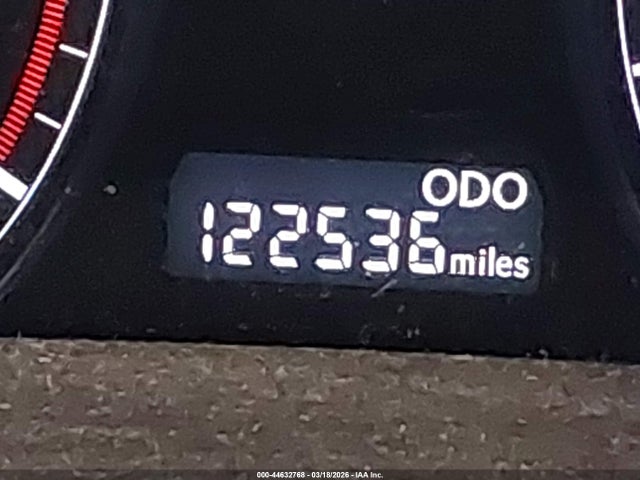 ODO
122536 miles
000-44632768 - 03/18/2026 - IAA Inc.